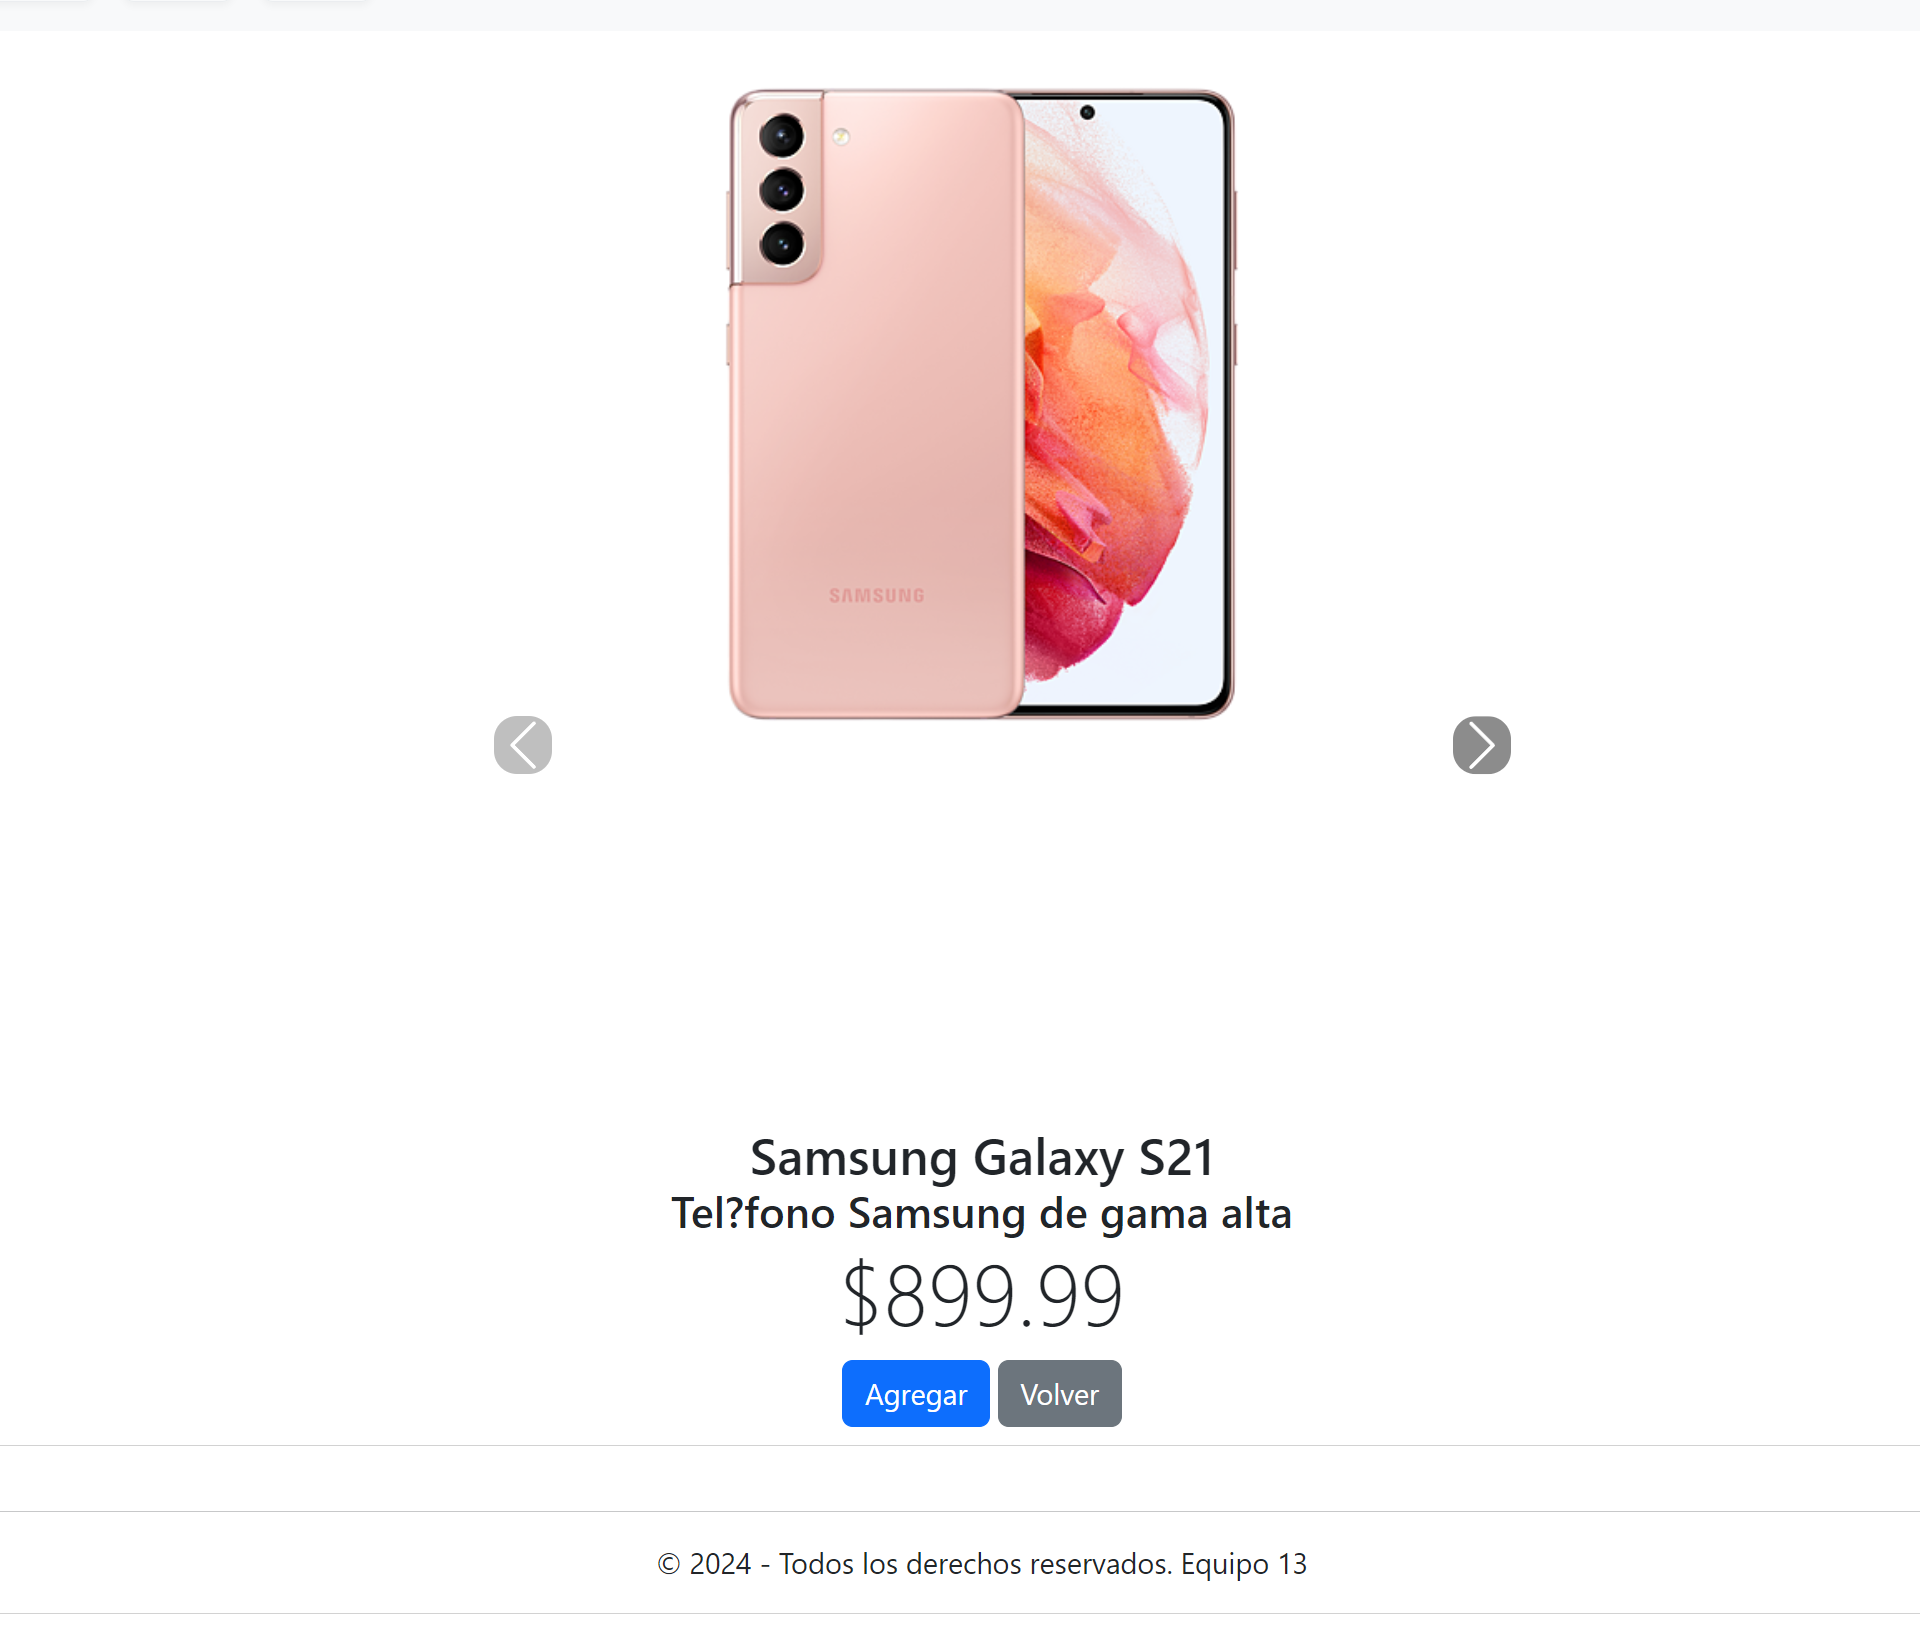 SAMSUNG
Samsung Galaxy S21
Tel?fono Samsung de gama alta
$899.99
Agregar Volver
© 2024 - Todos los derechos reservados. Equipo 13